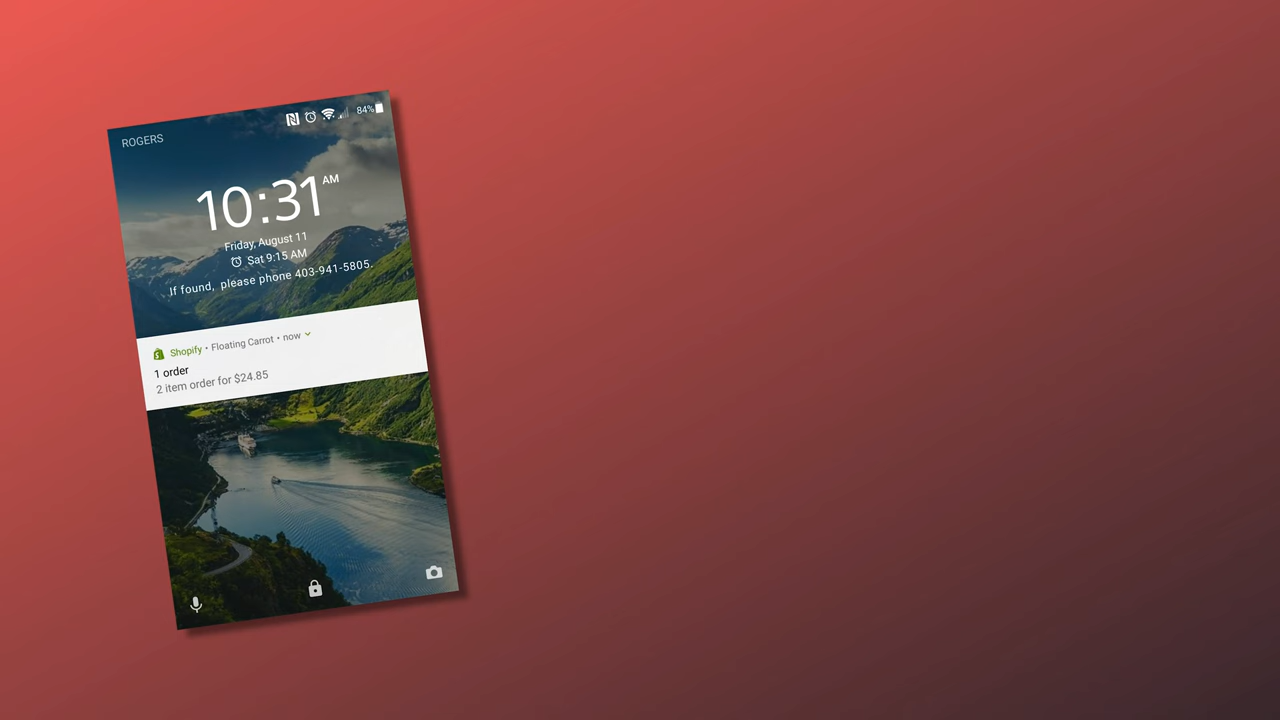 ROGERS
84%
10:31 AM
Friday, August 11
Sat 9:15 AM
If found, please phone 403-941-5805.
Shopify • Floating Carrot • now
1 order
2 item order for $24.85